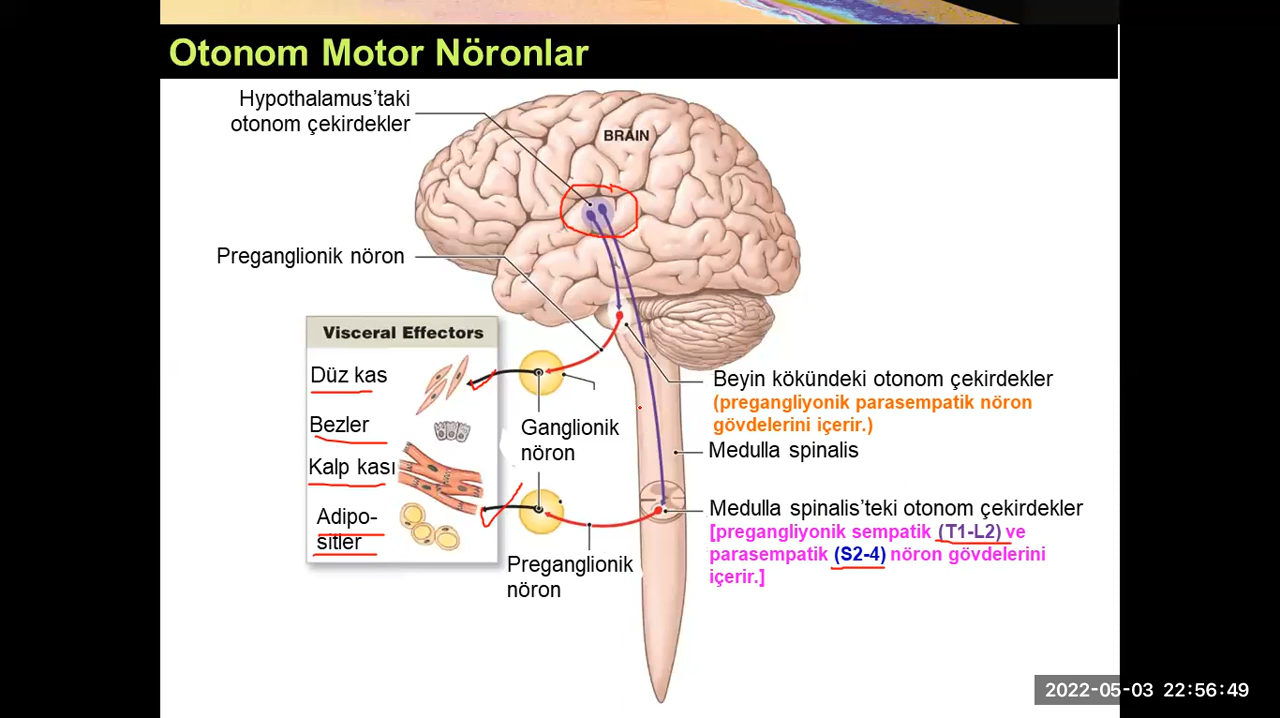 Otonom Motor Nöronlar
Hypothalamus'taki
otonom çekirdekler
BRAIN
Preganglionik nöron
Visceral Effectors
Düz kas
Bezler
Kalp kası
Adipo-
sitler
Ganglionik
nöron
Preganglionik
nöron
Beyin kökündeki otonom çekirdekler
(pregangliyonik parasempatik nöron
gövdelerini içerir.)
Medulla spinalis
Medulla spinalis'teki otonom çekirdekler
[pregangliyonik sempatik (T1-L2) ve
parasempatik (S2-4) nöron gövdelerini
içerir.]
2022-05-03 22:56:49